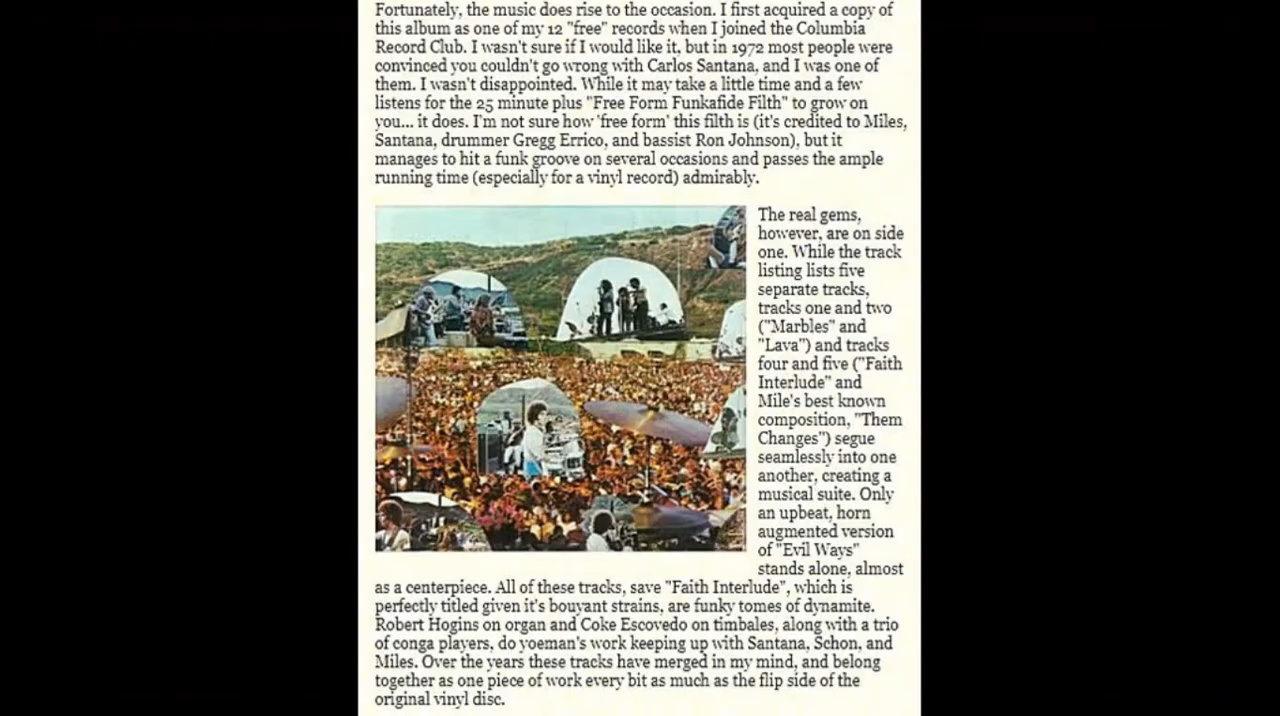 Fortunately, the music does rise to the occasion. I first acquired a copy of
this album as one of my 12 "free" records when I joined the Columbia
Record Club. I wasn't sure if I would like it, but in 1972 most people were
convinced you couldn't go wrong with Carlos Santana, and I was one of
them. I wasn't disappointed. While it may take a little time and a few
listens for the 25 minute plus "Free Form Funkafide Filth" to grow on
you... it does. I'm not sure how 'free form' this filth is (it's credited to Miles,
Santana, drummer Gregg Errico, and bassist Ron Johnson), but it
manages to hit a funk groove on several occasions and passes the ample
running time (especially for a vinyl record) admirably.
The real gems,
however, are on side
one. While the track
listing lists five
separate tracks,
tracks one and two
("Marbles" and
"Lava") and tracks
four and five ("Faith
Interlude" and
Mile's best known
composition, "Them
Changes") segue
seamlessly into one
another, creating a
musical suite. Only
an upbeat, horn
augmented version
of "Evil Ways"
stands alone, almost
as a centerpiece. All of these tracks, save "Faith Interlude", which is
perfectly titled given it's bouyant strains, are funky tomes of dynamite.
Robert Hogins on organ and Coke Escovedo on timbales, along with a trio
of conga players, do yoeman's work keeping up with Santana, Schon, and
Miles. Over the years these tracks have merged in my mind, and belong
together as one piece of work every bit as much as the flip side of the
original vinyl disc.